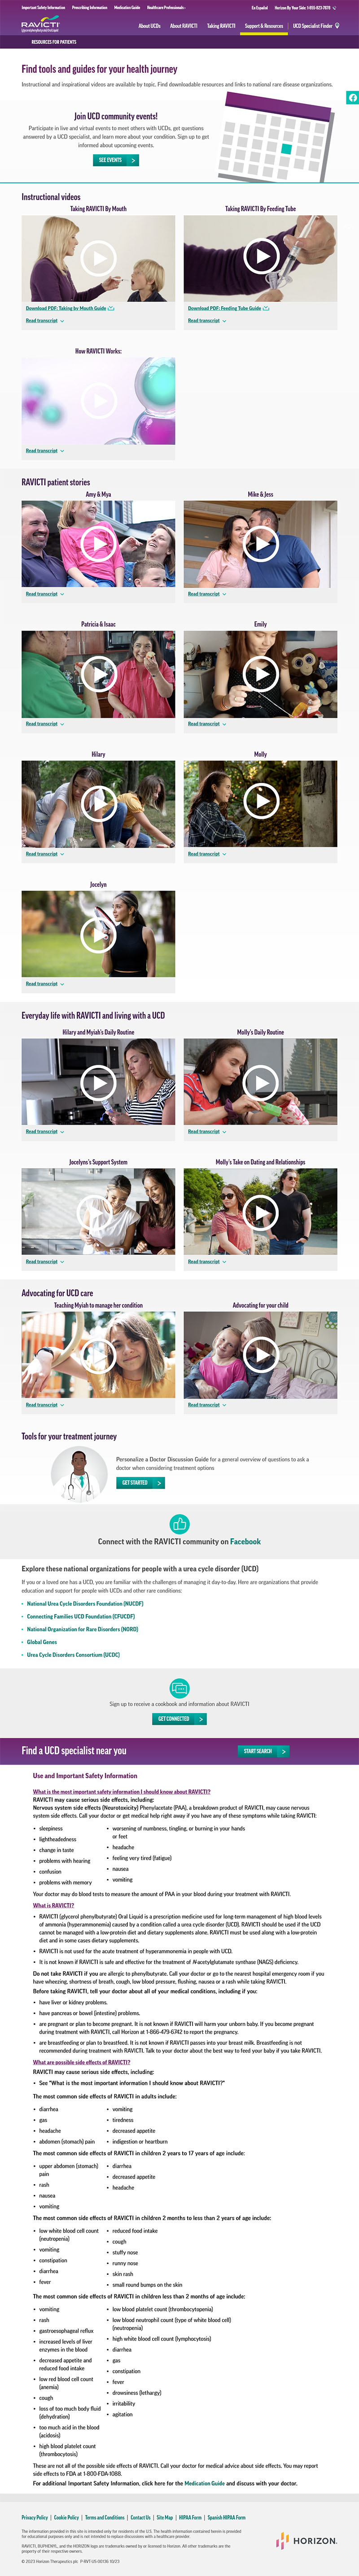 Important Safety Information Prescribing Information Medication Guide Healthcare Professionals
En Español Horizon By Your Side: 1-855-823-7878
RAVICTI
About UCDs About RAVICTI Taking RAVICTI Support & Resources UCD Specialist Finder
RESOURCES FOR PATIENTS
Find tools and guides for your health journey
Instructional and inspirational videos are available by topic. Find downloadable resources and links to national rare disease organizations.
Join UCD community events!
Participate in live and virtual events to meet others with UCDs, get questions
answered by a UCD specialist, and learn more about your condition. Sign up to get
informed about upcoming events.
SEE EVENTS
Instructional videos
Taking RAVICTI By Mouth
Taking RAVICTI By Feeding Tube
Download PDF: Taking by Mouth Guide
Download PDF: Feeding Tube Guide
Read transcript
Read transcript
How RAVICTI Works:
Read transcript
RAVICTI patient stories
Amy & Mya
Mike & Jess
Read transcript
Read transcript
Patricia & Isaac
Emily
Read transcript
Read transcript
Hilary
Molly
Read transcript
Read transcript
Jocelyn
Read transcript
Everyday life with RAVICTI and living with a UCD
Hilary and Myiah's Daily Routine
Molly's Daily Routine
Read transcript
Read transcript
Jocelyns's Support System
Molly's Take on Dating and Relationships
Read transcript
Read transcript
Advocating for UCD care
Teaching Myiah to manage her condition
Advocating for your child
Read transcript
Read transcript
Tools for your treatment journey
Personalize a Doctor Discussion Guide for a general overview of questions to ask a
doctor when considering treatment options
GET STARTED
Connect with the RAVICTI community on Facebook
Explore these national organizations for people with a urea cycle disorder (UCD)
If you or a loved one has a UCD, you are familiar with the challenges of managing it day-to-day. Here are organizations that provide
education and support for people with UCDs and other rare conditions:
• National Urea Cycle Disorders Foundation (NUCDF)
• Connecting Families UCD Foundation (CFUCDF)
• National Organization for Rare Disorders (NORD)
• Global Genes
• Urea Cycle Disorders Consortium (UCDC)
Sign up to receive a cookbook and information about RAVICTI
GET CONNECTED
Find a UCD specialist near you
START SEARCH
Use and Important Safety Information
What is the most important safety information I should know about RAVICTI?
RAVICTI may cause serious side effects, including:
Nervous system side effects (Neurotoxicity) Phenylacetate (PAA), a breakdown product of RAVICTI, may cause nervous
system side effects. Call your doctor or get medical help right away if you have any of these symptoms while taking RAVICTI:
• sleepiness
• lightheadedness
• change in taste
• problems with hearing
• confusion
• problems with memory
• worsening of numbness, tingling, or burning in your hands
or feet
• headache
• feeling very tired (fatigue)
• nausea
• vomiting
Your doctor may do blood tests to measure the amount of PAA in your blood during your treatment with RAVICTI.
What is RAVICTI?
• RAVICTI (glycerol phenylbutyrate) Oral Liquid is a prescription medicine used for long-term management of high blood levels
of ammonia (hyperammonemia) caused by a condition called a urea cycle disorder (UCD). RAVICTI should be used if the UCD
cannot be managed with a low-protein diet and dietary supplements alone. RAVICTI must be used along with a low-protein
diet and in some cases dietary supplements.
• RAVICTI is not used for the acute treatment of hyperammonemia in people with UCD.
• It is not known if RAVICTI is safe and effective for the treatment of N-acetylglutamate synthase (NAGS) deficiency.
Do not take RAVICTI if you are allergic to phenylbutyrate. Call your doctor or go to the nearest hospital emergency room if you
have wheezing, shortness of breath, cough, low blood pressure, flushing, nausea or a rash while taking RAVICTI.
Before taking RAVICTI, tell your doctor about all of your medical conditions, including if you:
• have liver or kidney problems.
• have pancreas or bowel (intestine) problems.
• are pregnant or plan to become pregnant. It is not known if RAVICTI will harm your unborn baby. If you become pregnant
during treatment with RAVICTI, call Horizon at 1-866-479-6742 to report the pregnancy.
• are breastfeeding or plan to breastfeed. It is not known if RAVICTI passes into your breast milk. Breastfeeding is not
recommended during treatment with RAVICTI. Talk to your doctor about the best way to feed your baby if you take RAVICTI.
What are possible side effects of RAVICTI?
RAVICTI may cause serious side effects, including:
• See "What is the most important information I should know about RAVICTI?"
The most common side effects of RAVICTI in adults include:
• diarrhea
• gas
• headache
• abdomen (stomach) pain
• vomiting
• tiredness
• decreased appetite
• indigestion or heartburn
The most common side effects of RAVICTI in children 2 years to 17 years of age include:
• upper abdomen (stomach)
pain
• rash
• nausea
• vomiting
• diarrhea
• decreased appetite
• headache
The most common side effects of RAVICTI in children 2 months to less than 2 years of age include:
• low white blood cell count
(neutropenia)
• vomiting
• constipation
• diarrhea
• fever
• reduced food intake
• cough
• stuffy nose
• runny nose
• skin rash
• small round bumps on the skin
The most common side effects of RAVICTI in children less than 2 months of age include:
• vomiting
• rash
• gastroesophageal reflux
• increased levels of liver
enzymes in the blood
• decreased appetite and
reduced food intake
• low red blood cell count
(anemia)
• cough
• loss of too much body fluid
(dehydration)
• too much acid in the blood
(acidosis)
• high blood platelet count
(thrombocytosis)
• low blood platelet count (thrombocytopenia)
• low blood neutrophil count (type of white blood cell)
(neutropenia)
• high white blood cell count (lymphocytosis)
• diarrhea
• gas
• constipation
• fever
• drowsiness (lethargy)
• irritability
• agitation
These are not all of the possible side effects of RAVICTI. Call your doctor for medical advice about side effects. You may report
side effects to FDA at 1-800-FDA-1088.
For additional Important Safety Information, click here for the Medication Guide and discuss with your doctor.
Privacy Policy | Cookie Policy | Terms and Conditions | Contact Us | Site Map | HIPAA Form | Spanish HIPAA Form
The information provided in this site is intended only for residents of the U.S. The health information contained herein is provided
for educational purposes only and is not intended to replace discussions with a healthcare provider.
RAVICTI, BUPHENYL, and the HORIZON logo are trademarks owned by or licensed to Horizon. All other trademarks are the
property of their respective owners.
© 2023 Horizon Therapeutics plc P-RVT-US-00136 10/23
HORIZON